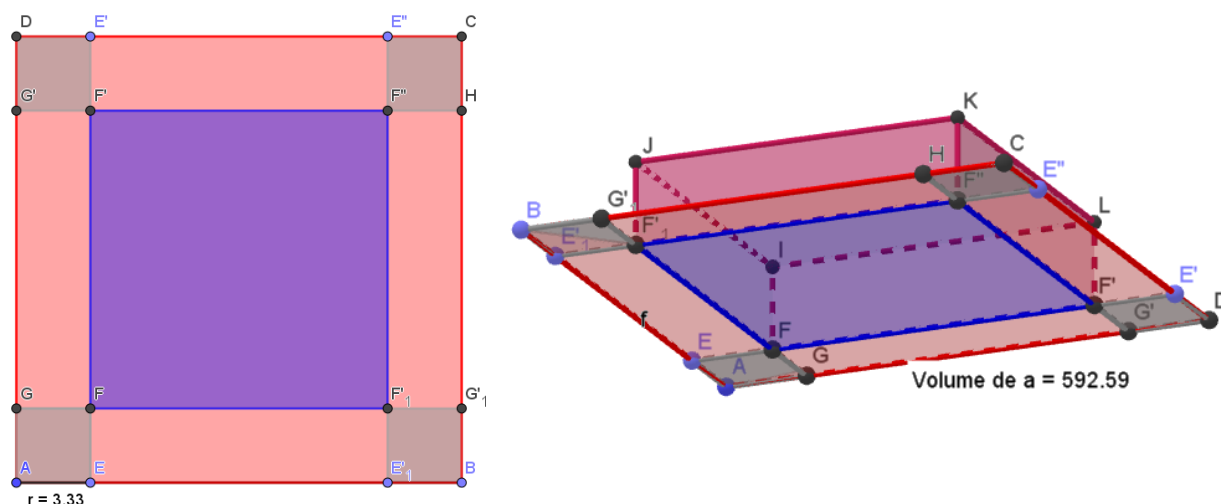 D E' E'' C
G' F' F'' H
G F F'₁ G'₁
A E E'₁ B
r = 3.33
K
J H C E''
G'₁ F''
B F'₁ L
E'₁ I E'
f F' G' D
F
E A G
Volume de a = 592.59